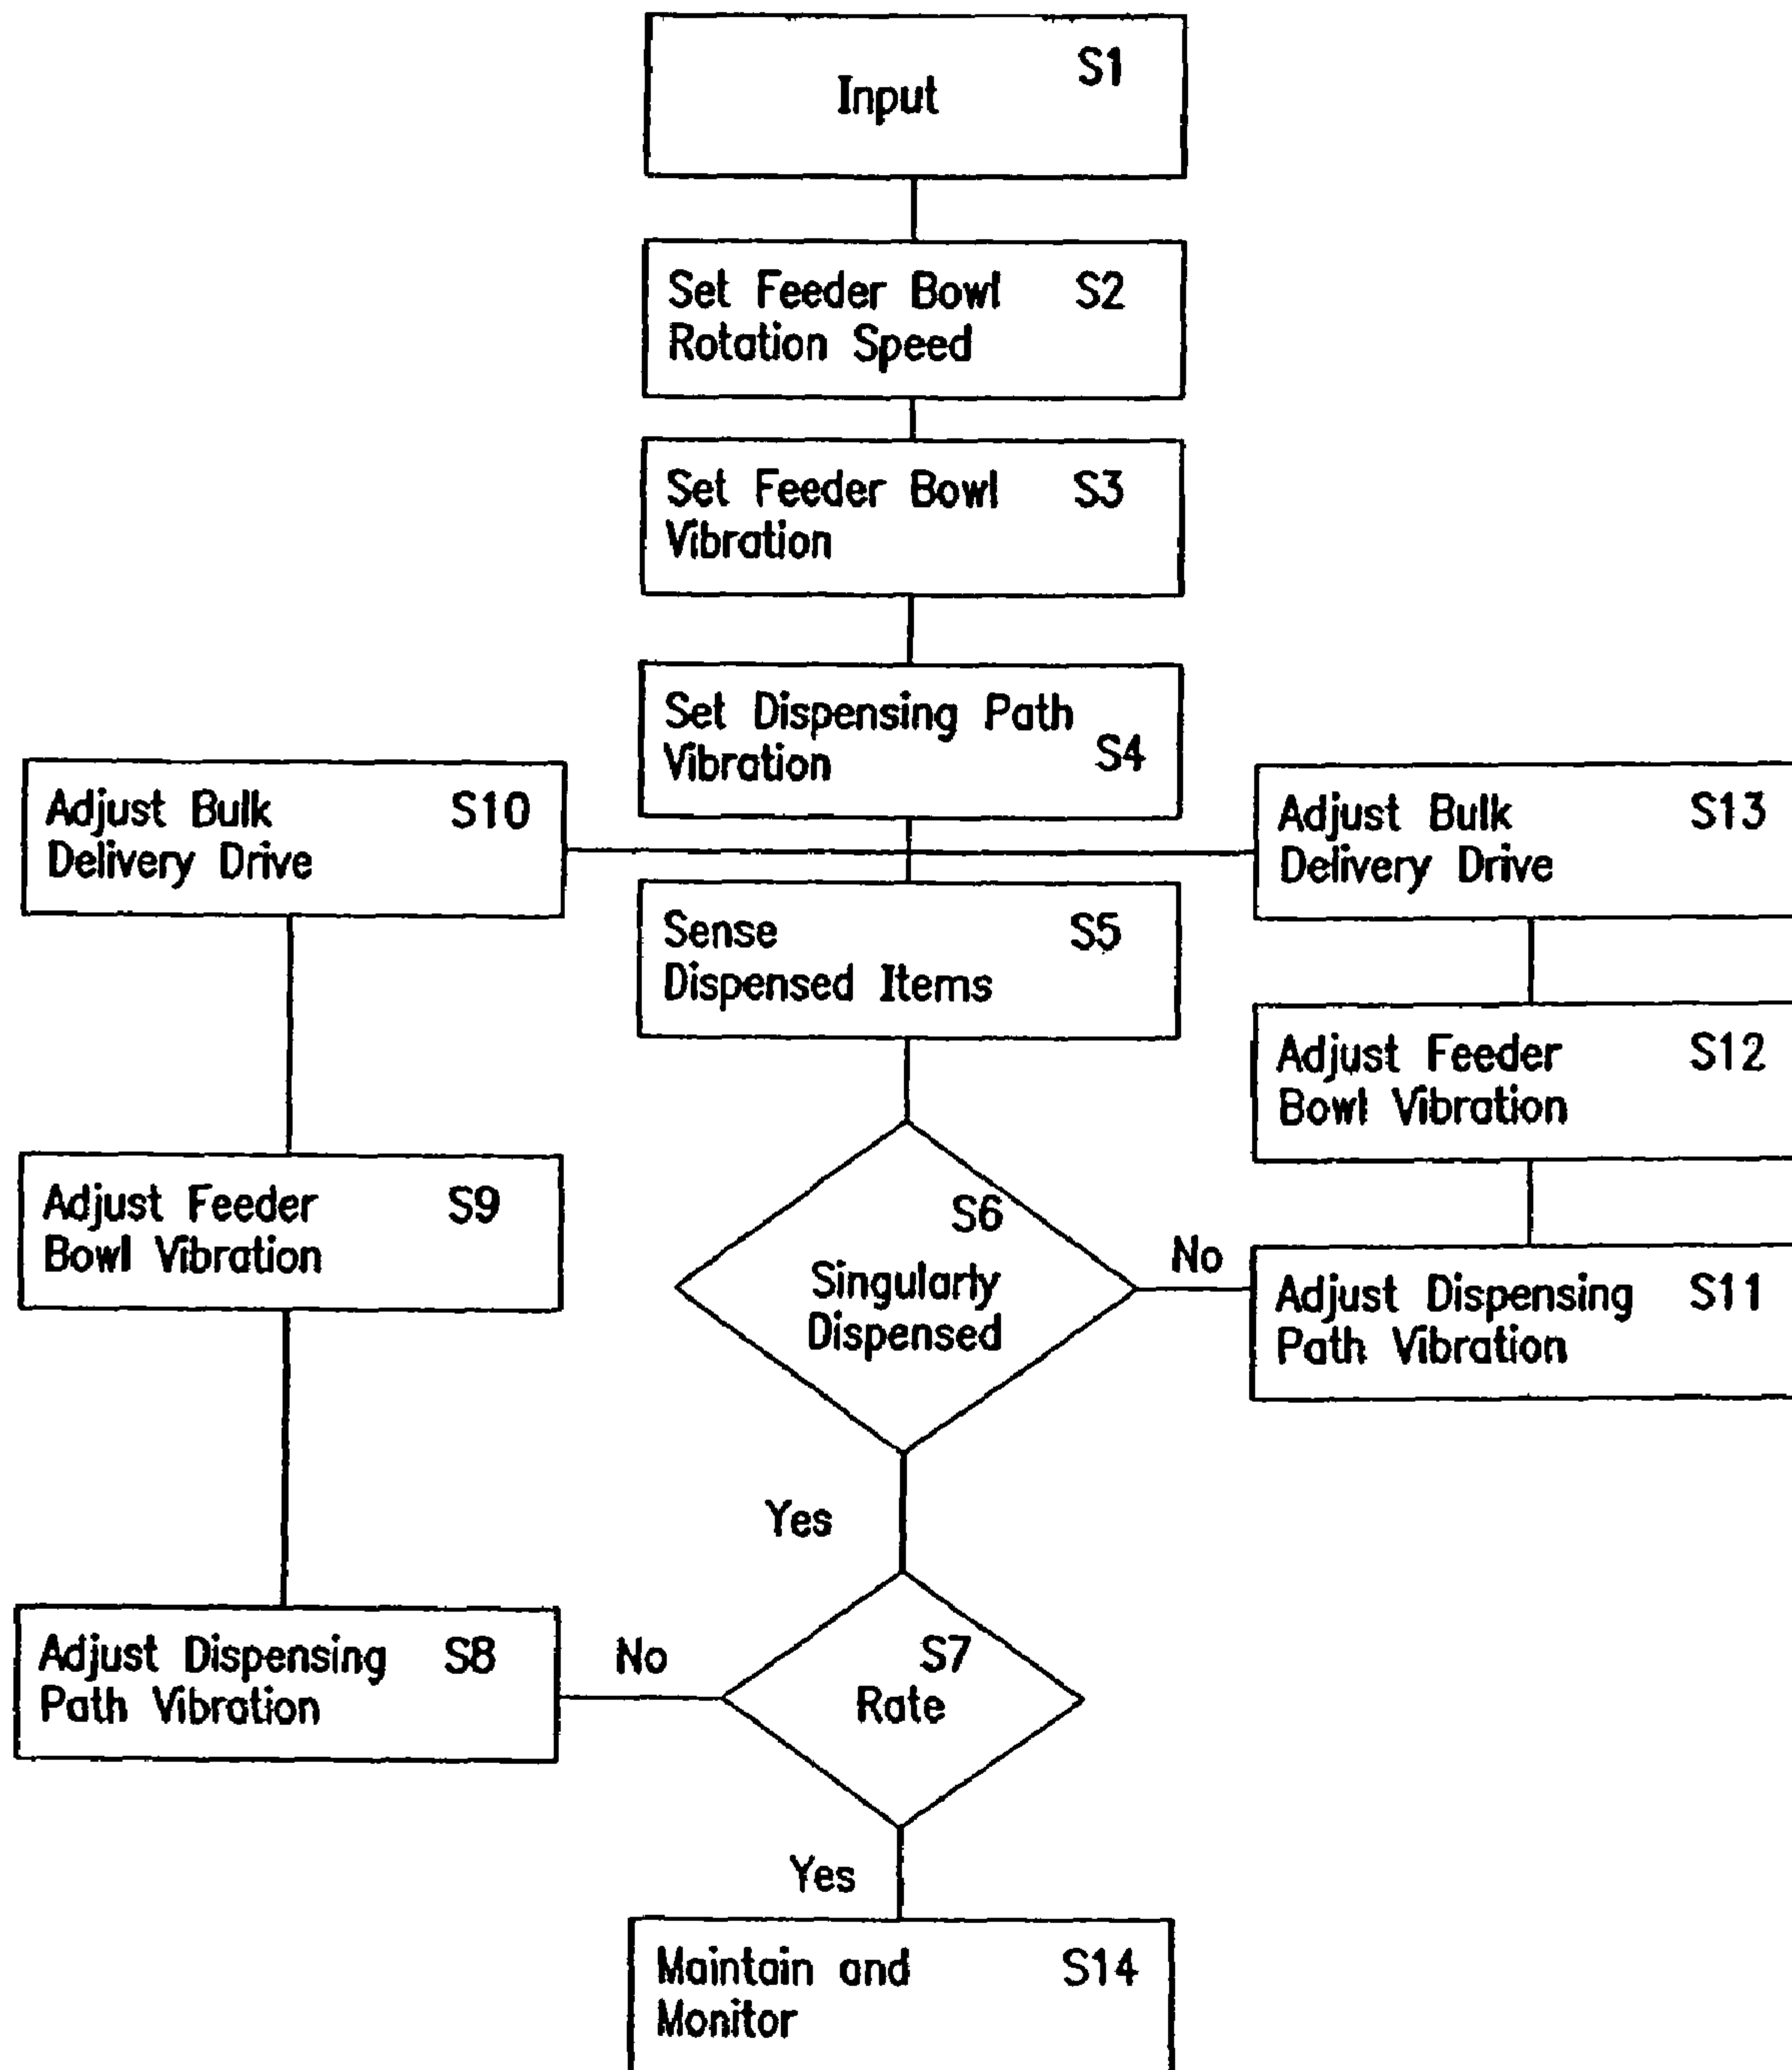 S1
Input
Set Feeder Bowl S2
Rotation Speed
Set Feeder Bowl S3
Vibration
Set Dispensing Path
Vibration S4
Adjust Bulk S10
Delivery Drive
Adjust Bulk S13
Delivery Drive
Sense S5
Dispensed Items
Adjust Feeder S12
Bowl Vibration
Adjust Feeder S9
Bowl Vibration
S6
Singularly
Dispensed
No
Adjust Dispensing S11
Path Vibration
Yes
Adjust Dispensing S8
Path Vibration
No
S7
Rate
Yes
Maintain and S14
Monitor